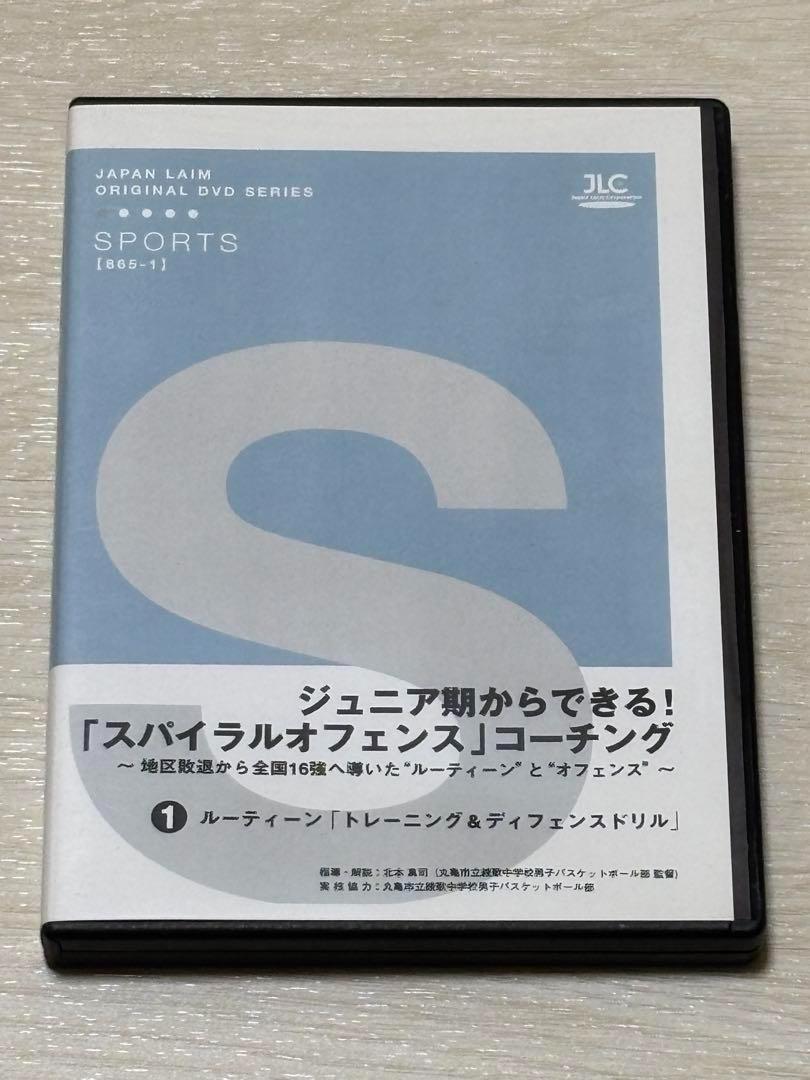 JAPAN LAIM
ORIGINAL DVD SERIES
JLC
SPORTS
【865-1】
ジュニア期からできる!
「スパイラルオフェンス」コーチング
～ 地区敗退から全国16強へ導いた“ルーティーン”と“オフェンス” ～
❶ ルーティーン「トレーニング&ディフェンスドリル」
指導・解説：北本 司（丸亀市立綾歌中学校男子バスケットボール部 監督)
実技協力：丸亀市立綾歌中学校男子バスケットボール部